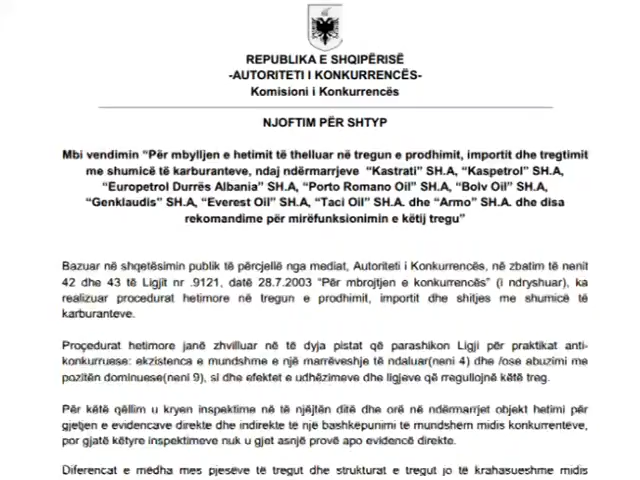 REPUBLIKA E SHQIPËRISË
-AUTORITETI I KONKURRENCËS-
Komisioni i Konkurrencës
NJOFTIM PËR SHTYP
Mbi vendimin “Për mbylljen e hetimit të thelluar në tregun e prodhimit, importit dhe tregtimit
me shumicë të karburanteve, ndaj ndërmarrjeve “Kastrati” SH.A, “Kaspetrol” SH.A,
“Europetrol Durrës Albania” SH.A, “Porto Romano Oil” SH.A, “Bolv Oil” SH.A,
“Genklaudis” SH.A, “Everest Oil” SH.A, “Taci Oil” SH.A. dhe “Armo” SH.A. dhe disa
rekomandime për mirëfunksionimin e këtij tregu”
Bazuar në shqetësimin publik të përcjellë nga mediat, Autoriteti i Konkurrencës, në zbatim të nenit
42 dhe 43 të Ligjit nr .9121, datë 28.7.2003 “Për mbrojtjen e konkurrencës” (i ndryshuar), ka
realizuar procedurat hetimore në tregun e prodhimit, importit dhe shitjes me shumicë të
karburanteve.
Proçedurat hetimore janë zhvilluar në të dyja pistat që parashikon Ligji për praktikat anti-
konkurruese: ekzistenca e mundshme e një marrëveshje të ndaluar(neni 4) dhe /ose abuzimi me
pozitën dominuese(neni 9), si dhe efektet e udhëzimeve dhe ligjeve që rregullojnë këtë treg.
Për këtë qëllim u kryen inspektime në të njëjtën ditë dhe orë në ndërmarrjet objekt hetimi për
gjetjen e evidencave direkte dhe indirekte të një bashkëpunimi të mundshëm midis konkurrentëve,
por gjatë këtyre inspektimeve nuk u gjet asnjë provë apo evidencë direkte.
Diferencat e mëdha mes pjesëve të tregut dhe strukturat e tregut jo të krahasueshme midis